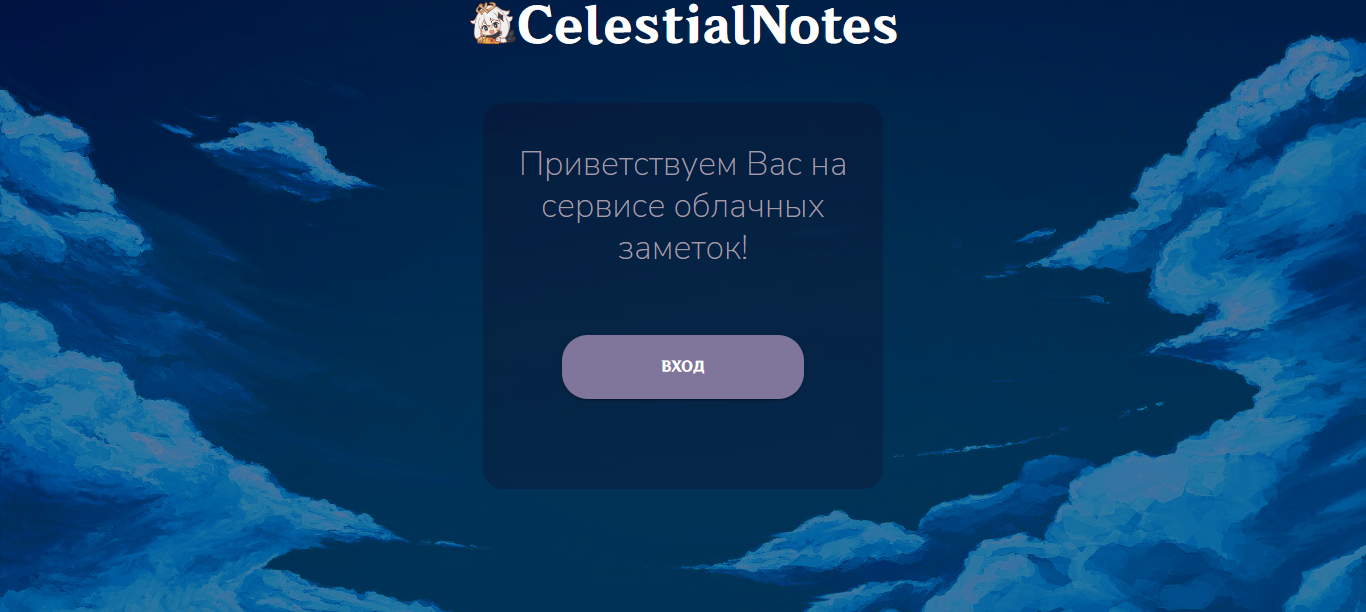 CelestialNotes
Приветствуем Вас на
сервисе облачных
заметок!
ВХОД